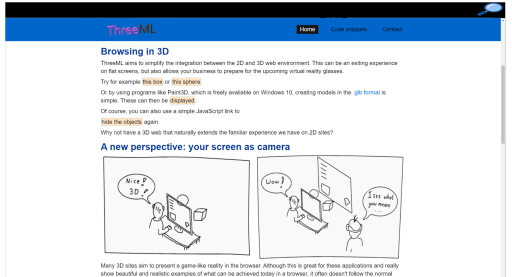 ThreeML
Home Code snippets Contact
Browsing in 3D
ThreeML aims to simplify the integration between the 2D and 3D web environment. This can be an exciting experience
on flat screens, but also allows your business to prepare for the upcoming virtual reality glasses.
Try for example this box or this sphere.
Or by using programs like Paint3D, which is freely available on Windows 10, creating models in the .glb format is
simple. These can then be displayed.
Of course, you can also use a simple JavaScript link to
hide the objects again.
Why not have a 3D web that naturally extends the familiar experience we have on 2D sites?
A new perspective: your screen as camera
Nice!
3D!
Wow!
I see what
you mean
...
Many 3D sites aim to present a game-like reality in the browser. Although this is great for these applications and really
show beautiful and realistic examples of what can be achieved today in a browser, it often doesn't follow the normal